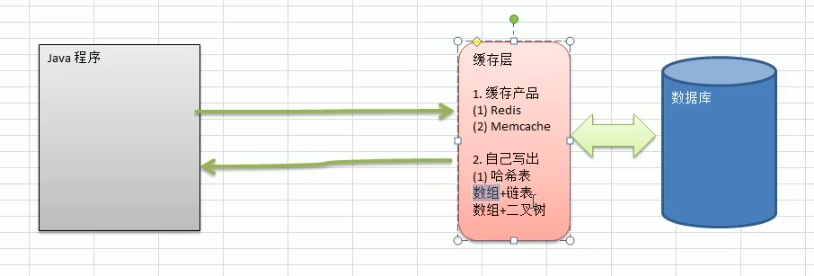 Java 程序
缓存层
1. 缓存产品
(1) Redis
(2) Memcache
2. 自己写出
(1) 哈希表
数组+链表
数组+二叉树
数据库